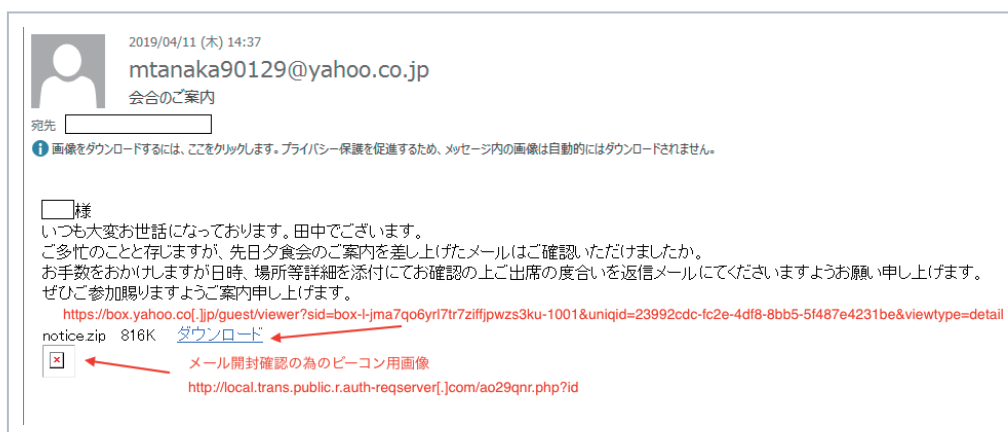 2019/04/11 (木) 14:37
mtanaka90129@yahoo.co.jp
会合のご案内
宛先
画像をダウンロードするには、ここをクリックします。プライバシー保護を促進するため、メッセージ内の画像は自動的にはダウンロードされません。
様
いつも大変お世話になっております。田中でございます。
ご多忙のことと存じますが、先日夕食会のご案内を差し上げたメールはご確認いただけましたか。
お手数をおかけしますが日時、場所等詳細を添付にてお確認の上ご出席の度合いを返信メールにてくださいますようお願い申し上げます。
ぜひご参加賜りますようご案内申し上げます。
https://box.yahoo.co[.]jp/guest/viewer?sid=box-l-jma7qo6yrl7tr7ziffjpwzs3ku-1001&uniqid=23992cdc-fc2e-4df8-8bb5-5f487e4231be&viewtype=detail
notice.zip 816K ダウンロード
メール開封確認の為のビーコン用画像
http://local.trans.public.r.auth-reqserver[.]com/ao29qnr.php?id